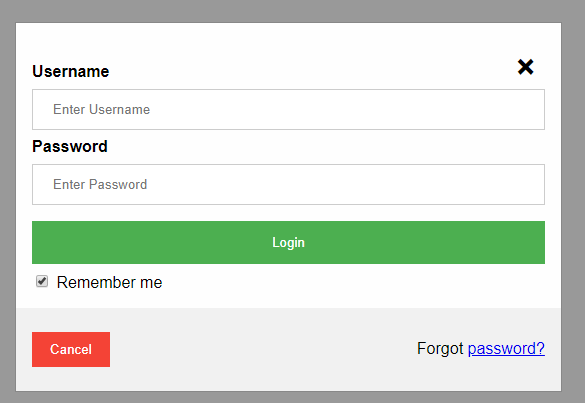 Username
✖
Enter Username
Password
Enter Password
Login
Remember me
Cancel
Forgot password?